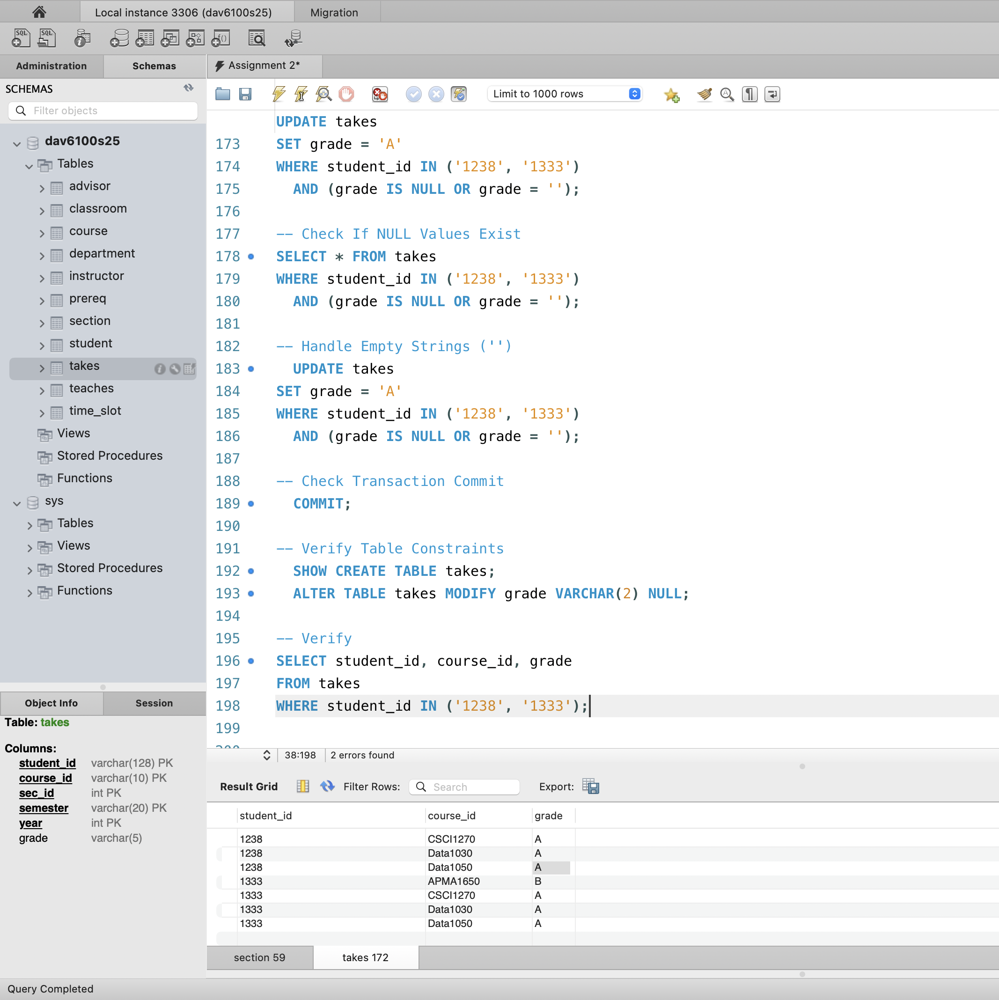 Local instance 3306 (dav6100s25) Migration
SQL SQL
Administration Schemas Assignment 2*
SCHEMAS
Limit to 1000 rows
Filter objects
dav6100s25
Tables
advisor
classroom
course
department
instructor
prereq
section
student
takes
teaches
time_slot
Views
Stored Procedures
Functions
sys
Tables
Views
Stored Procedures
Functions
UPDATE takes
173 SET grade = 'A'
174 WHERE student_id IN ('1238', '1333')
175 AND (grade IS NULL OR grade = '');
176
177 -- Check If NULL Values Exist
178 SELECT * FROM takes
179 WHERE student_id IN ('1238', '1333')
180 AND (grade IS NULL OR grade = '');
181
182 -- Handle Empty Strings ('')
183 UPDATE takes
184 SET grade = 'A'
185 WHERE student_id IN ('1238', '1333')
186 AND (grade IS NULL OR grade = '');
187
188 -- Check Transaction Commit
189 COMMIT;
190
191 -- Verify Table Constraints
192 SHOW CREATE TABLE takes;
193 ALTER TABLE takes MODIFY grade VARCHAR(2) NULL;
194
195 -- Verify
196 SELECT student_id, course_id, grade
197 FROM takes
198 WHERE student_id IN ('1238', '1333');
199
38:198 2 errors found
Object Info Session
Table: takes
Columns:
student_id varchar(128) PK
course_id varchar(10) PK
sec_id int PK
semester varchar(20) PK
year int PK
grade varchar(5)
Result Grid Filter Rows: Search Export:
student_id course_id grade
1238 CSCI1270 A
1238 Data1030 A
1238 Data1050 A
1333 APMA1650 B
1333 CSCI1270 A
1333 Data1030 A
1333 Data1050 A
section 59 takes 172
Query Completed